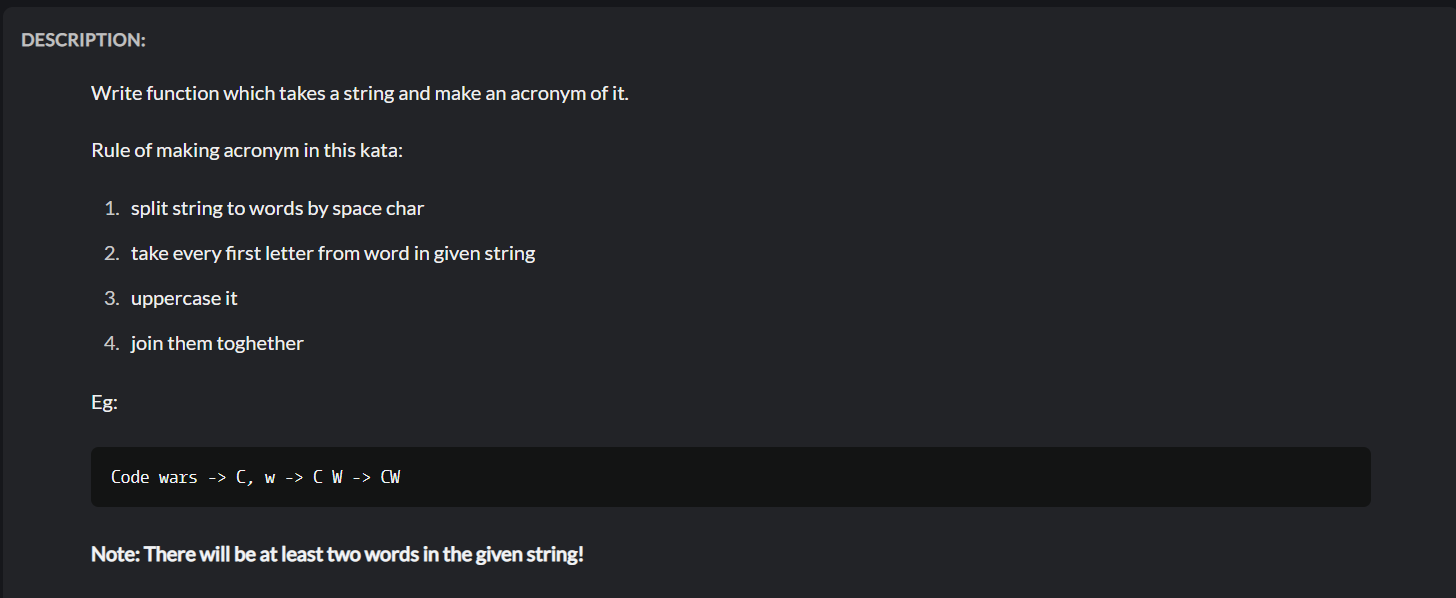 DESCRIPTION:
Write function which takes a string and make an acronym of it.
Rule of making acronym in this kata:
1. split string to words by space char
2. take every first letter from word in given string
3. uppercase it
4. join them toghether
Eg:
Code wars -> C, w -> C W -> CW
Note: There will be at least two words in the given string!